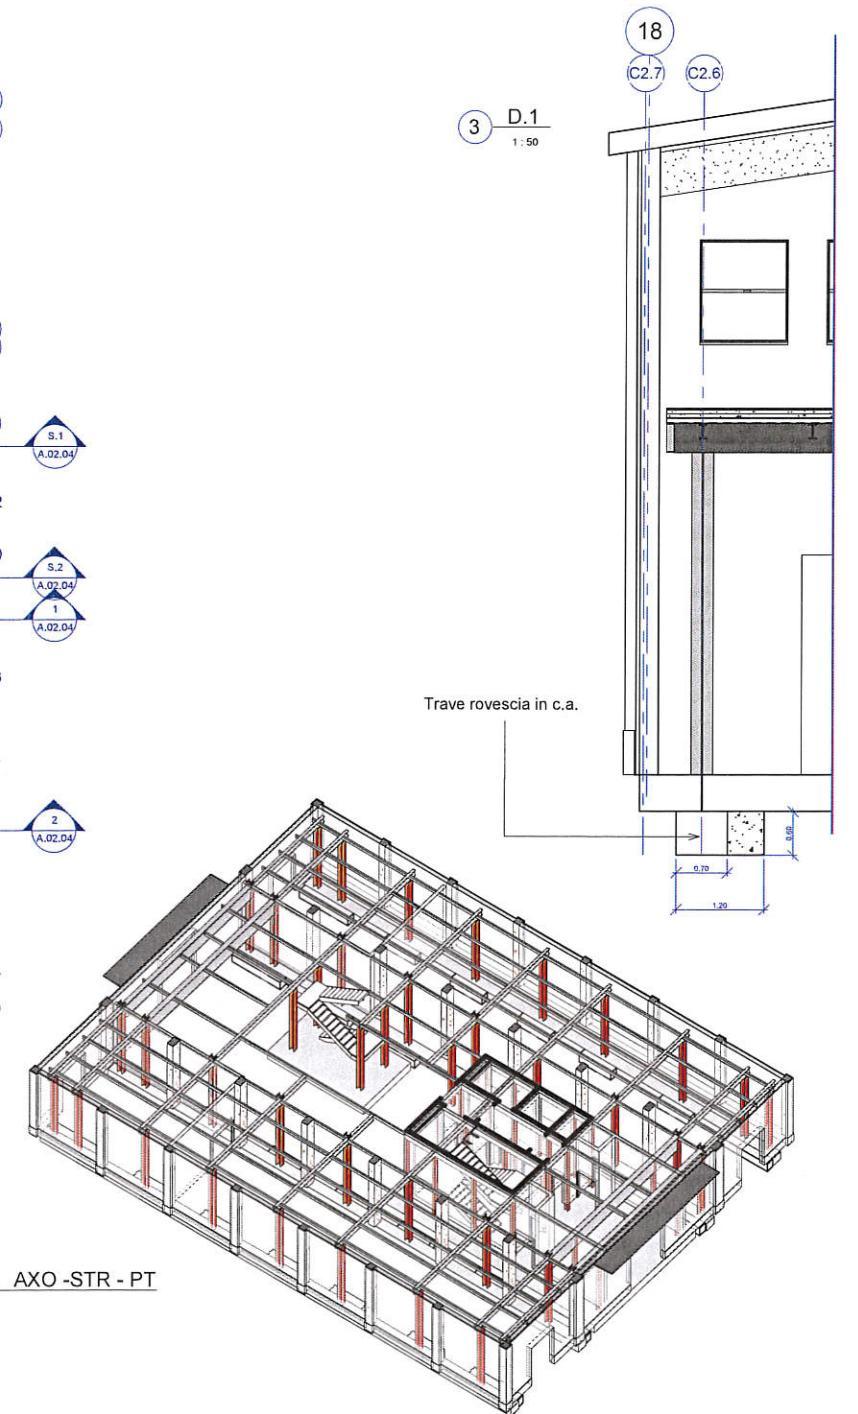 18
C2.7
C2.6
3
D.1
1 : 50
S.1
A.02.04
S.2
A.02.04
1
A.02.04
Trave rovescia in c.a.
2
A.02.04
0.60
0.70
1.20
AXO -STR - PT